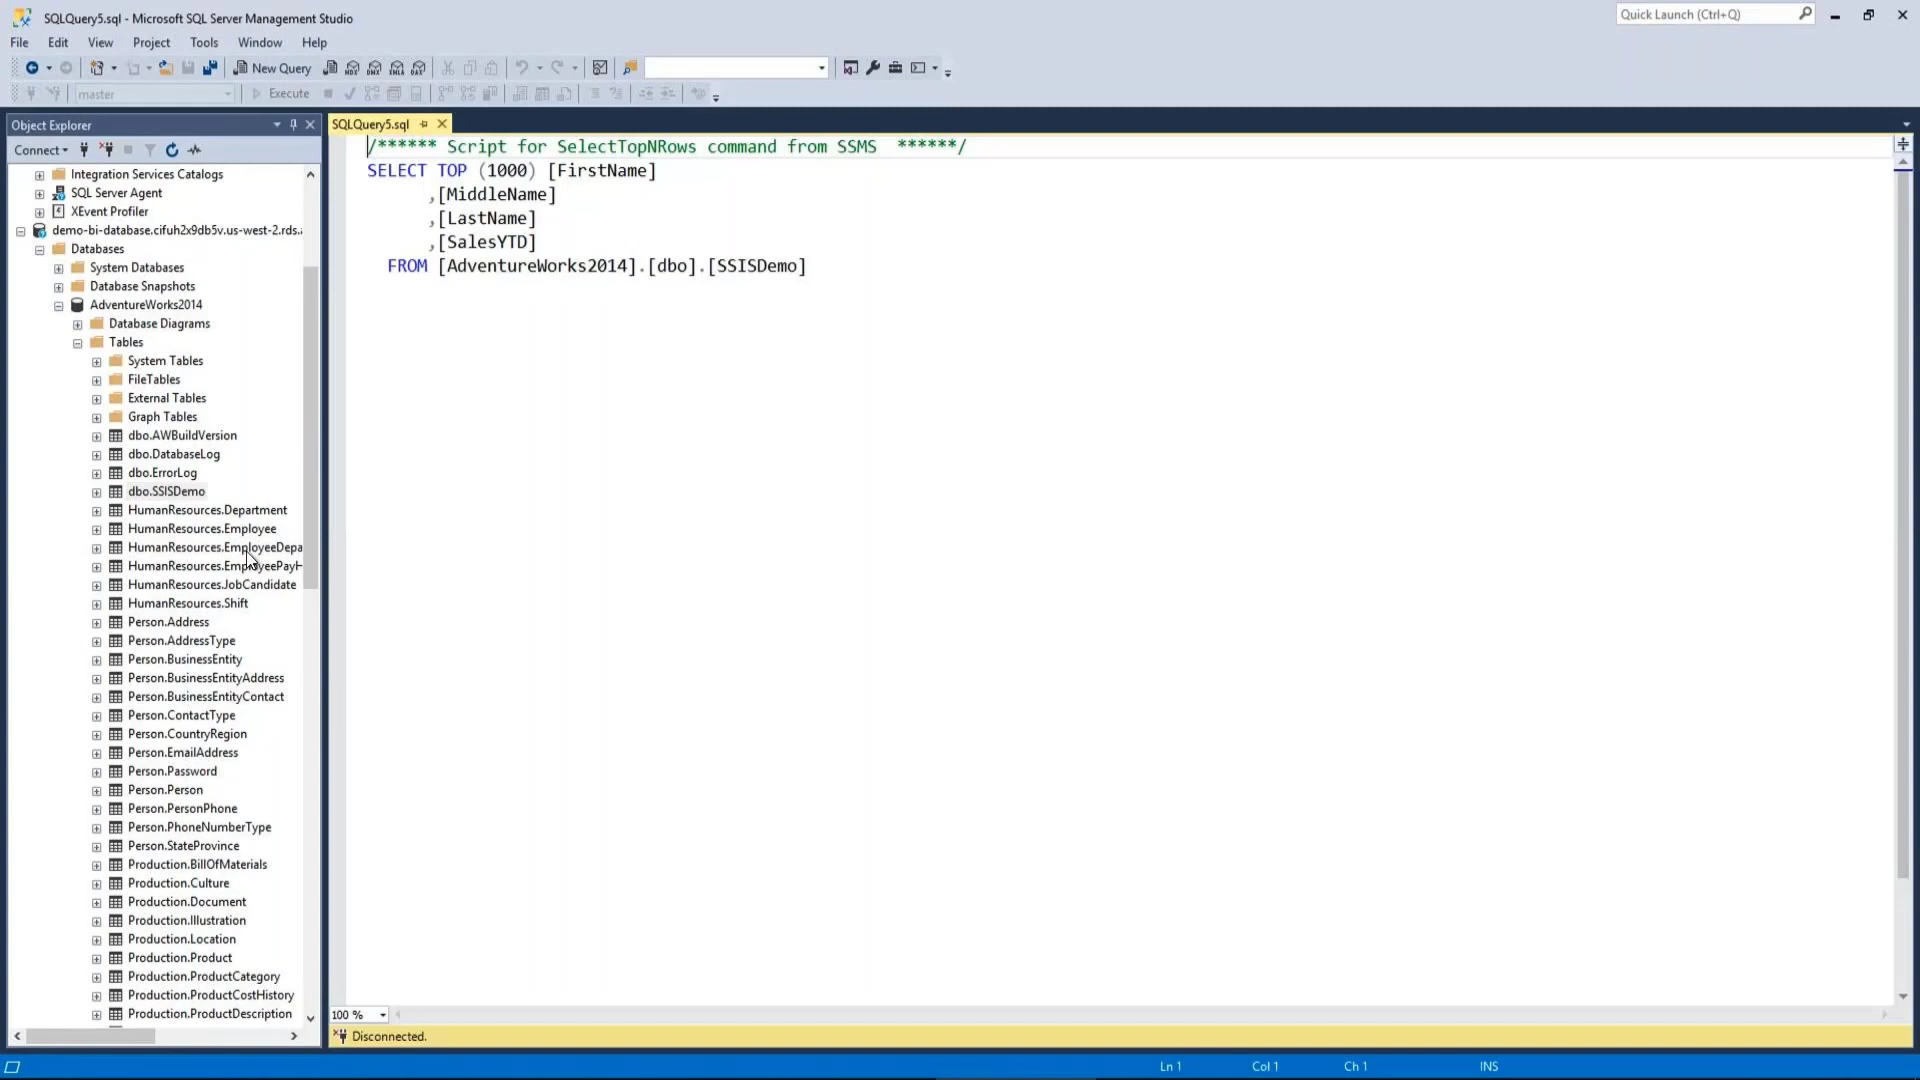 SQLQuery5.sql - Microsoft SQL Server Management Studio
Quick Launch (Ctrl+Q)
File Edit View Project Tools Window Help
New Query
master Execute
Object Explorer
Connect
Integration Services Catalogs
SQL Server Agent
XEvent Profiler
demo-bi-database.cifuh2x9db5v.us-west-2.rds.
Databases
System Databases
Database Snapshots
AdventureWorks2014
Database Diagrams
Tables
System Tables
FileTables
External Tables
Graph Tables
dbo.AWBuildVersion
dbo.DatabaseLog
dbo.ErrorLog
dbo.SSISDemo
HumanResources.Department
HumanResources.Employee
HumanResources.EmployeeDepa
HumanResources.EmployeePayH
HumanResources.JobCandidate
HumanResources.Shift
Person.Address
Person.AddressType
Person.BusinessEntity
Person.BusinessEntityAddress
Person.BusinessEntityContact
Person.ContactType
Person.CountryRegion
Person.EmailAddress
Person.Password
Person.Person
Person.PersonPhone
Person.PhoneNumberType
Person.StateProvince
Production.BillOfMaterials
Production.Culture
Production.Document
Production.Illustration
Production.Location
Production.Product
Production.ProductCategory
Production.ProductCostHistory
Production.ProductDescription
SQLQuery5.sql
/****** Script for SelectTopNRows command from SSMS ******/
SELECT TOP (1000) [FirstName]
,[MiddleName]
,[LastName]
,[SalesYTD]
FROM [AdventureWorks2014].[dbo].[SSISDemo]
100 %
Disconnected.
Ln 1 Col 1 Ch 1 INS